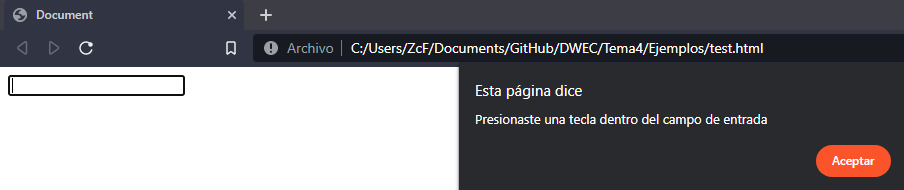 Document
Archivo C:/Users/ZcF/Documents/GitHub/DWEC/Tema4/Ejemplos/test.html
Esta página dice
Presionaste una tecla dentro del campo de entrada
Aceptar